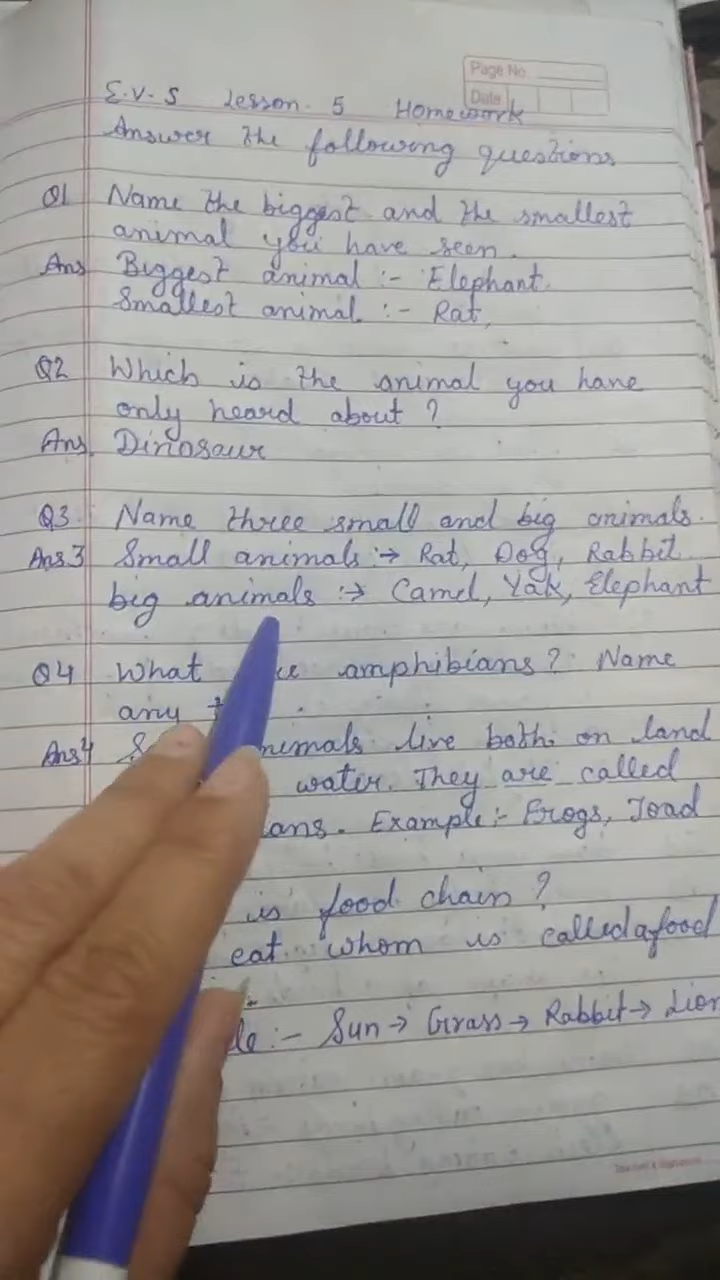 Page No.
Date
E.V.S Lesson. 5 Homework
Answer the following questions
Q1 Name the biggest and the smallest
animal you have seen.
Ans Biggest animal :- Elephant.
Smallest animal :- Rat,
Q2 Which is the animal you have
only heard about ?
Ans. Dinosaur
Q3. Name three small and big animals.
Ans3 Small animals :→ Rat, Dog, Rabbit
big animals :→ Camel, Yak, Elephant
Q4 What amphibians? Name
any
Ans4 live both on land
water. They are called
Example:- Frogs, Toad
is food chain ?
eat whom is called a food
:- Sun → Grass → Rabbit → Lion